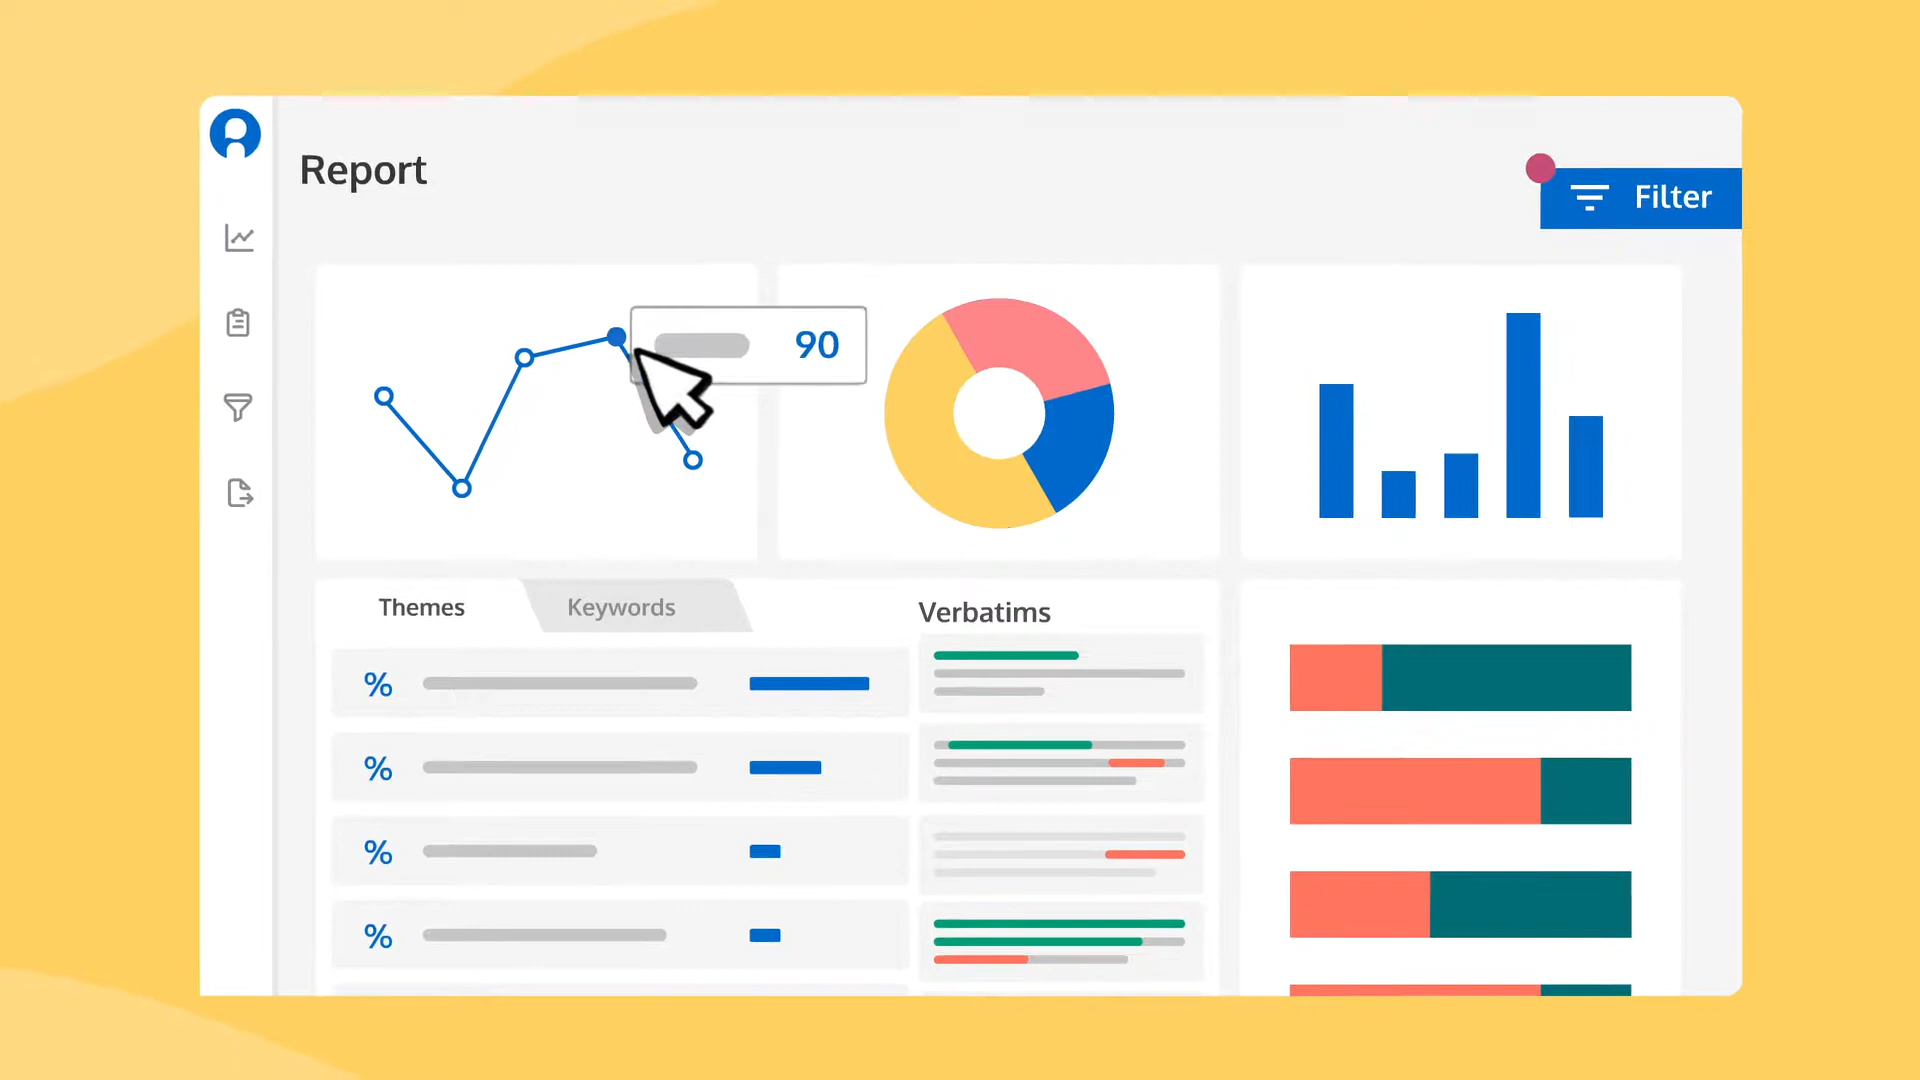 Report
Filter
90
Themes
Keywords
Verbatims
%
%
%
%